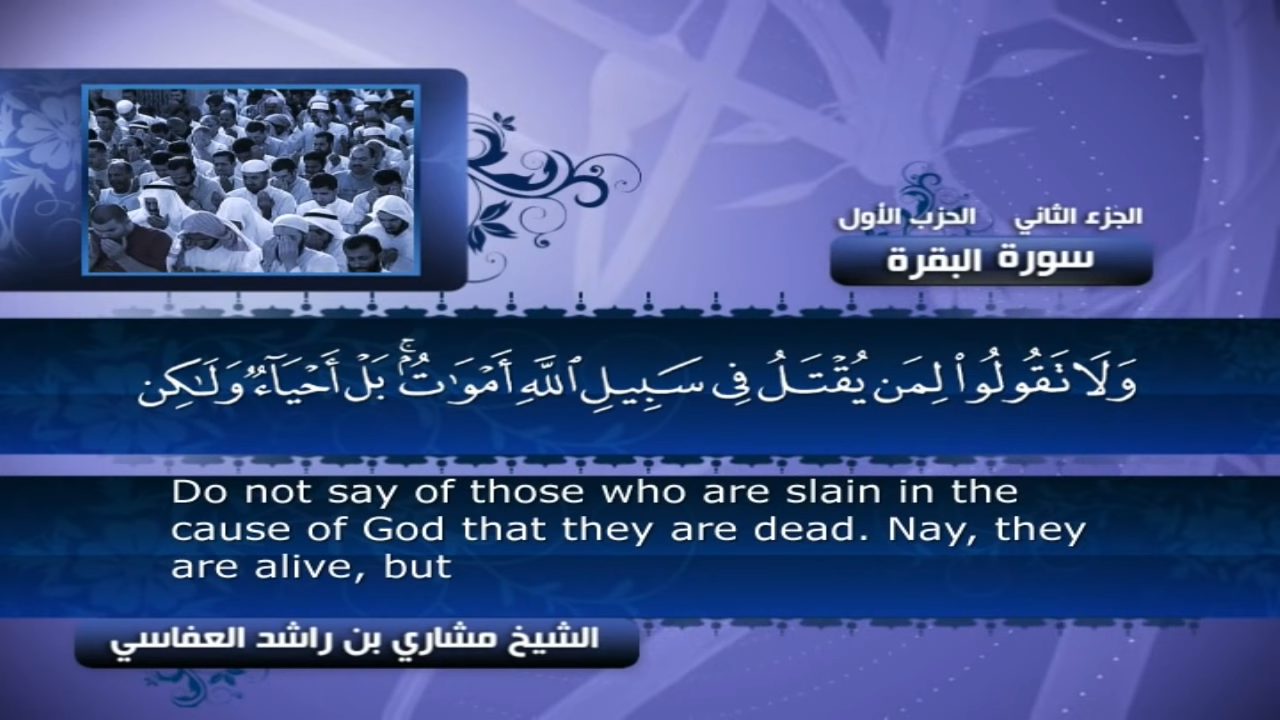 الجزء الثاني الحزب الأول
سورة البقرة
وَلَا تَقُولُوا۟ لِمَن يُقْتَلُ فِى سَبِيلِ ٱللَّهِ أَمْوَٰتٌۢ ۚ بَلْ أَحْيَآءٌ وَلَـٰكِن
Do not say of those who are slain in the
cause of God that they are dead. Nay, they
are alive, but
الشيخ مشاري بن راشد العفاسي